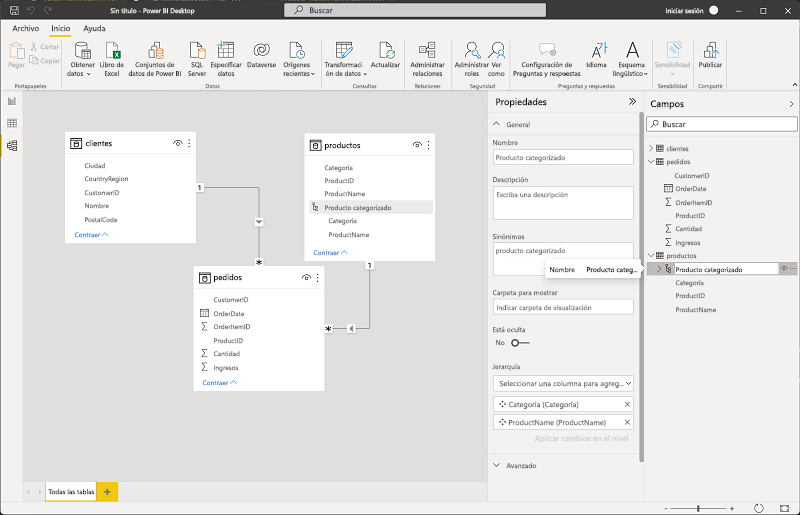 Sin título - Power BI Desktop
Buscar
Iniciar sesión
Archivo
Inicio
Ayuda
Pegar
Cortar
Copiar
Portapapeles
Obtener datos
Libro de Excel
Conjuntos de datos de Power BI
SQL Server
Especificar datos
Dataverse
Orígenes recientes
Datos
Transformación de datos
Actualizar
Consultas
Administrar relaciones
Relaciones
Administrar roles
Ver como
Seguridad
Configuración de Preguntas y respuestas
Idioma
Esquema lingüístico
Preguntas y respuestas
Sensibilidad
Sensibilidad
Publicar
Compartir
clientes
Ciudad
CountryRegion
CustomerID
Nombre
PostalCode
Contraer
1
*
productos
Categoría
ProductID
ProductName
Producto categorizado
Categoría
ProductName
Contraer
1
*
pedidos
CustomerID
OrderDate
OrderItemID
ProductID
Cantidad
Ingresos
Contraer
Todas las tablas
+
Propiedades
General
Nombre
Producto categorizado
Descripción
Escriba una descripción
Sinónimos
producto categorizado
Nombre Producto categ...
Carpeta para mostrar
Indicar carpeta de visualización
Está oculta
No
Jerarquía
Seleccionar una columna para agreg...
Categoría (Categoría)
ProductName (ProductName)
Aplicar cambios en el nivel
Avanzado
Campos
Buscar
clientes
pedidos
CustomerID
OrderDate
OrderItemID
ProductID
Cantidad
Ingresos
productos
Producto categorizado
Categoría
ProductID
ProductName